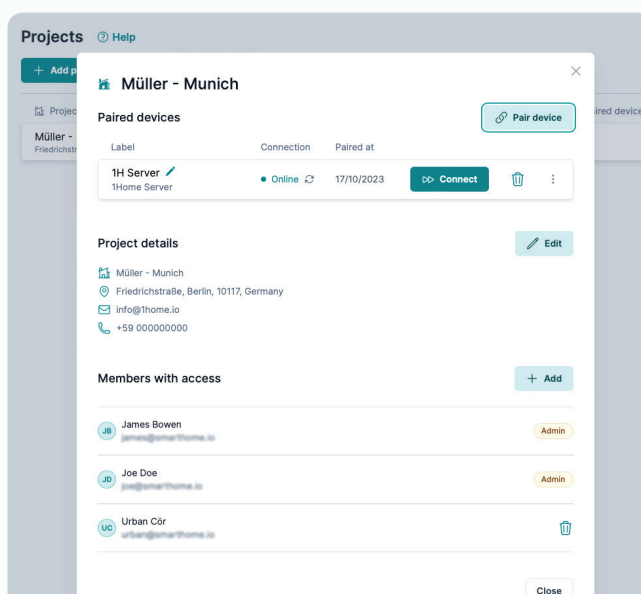 Projects
Help
+ Add p
Projec
ired device
Müller -
Friedrichstr
Müller - Munich
Paired devices
Pair device
Label Connection Paired at
1H Server
1Home Server
Online
17/10/2023
Connect
Project details
Edit
Müller - Munich
Friedrichstraße, Berlin, 10117, Germany
info@1home.io
+59 000000000
Members with access
+ Add
JB
James Bowen
james@smarthome.io
Admin
JD
Joe Doe
joe@smarthome.io
Admin
UC
Urban Cör
urban@smarthome.io
Close